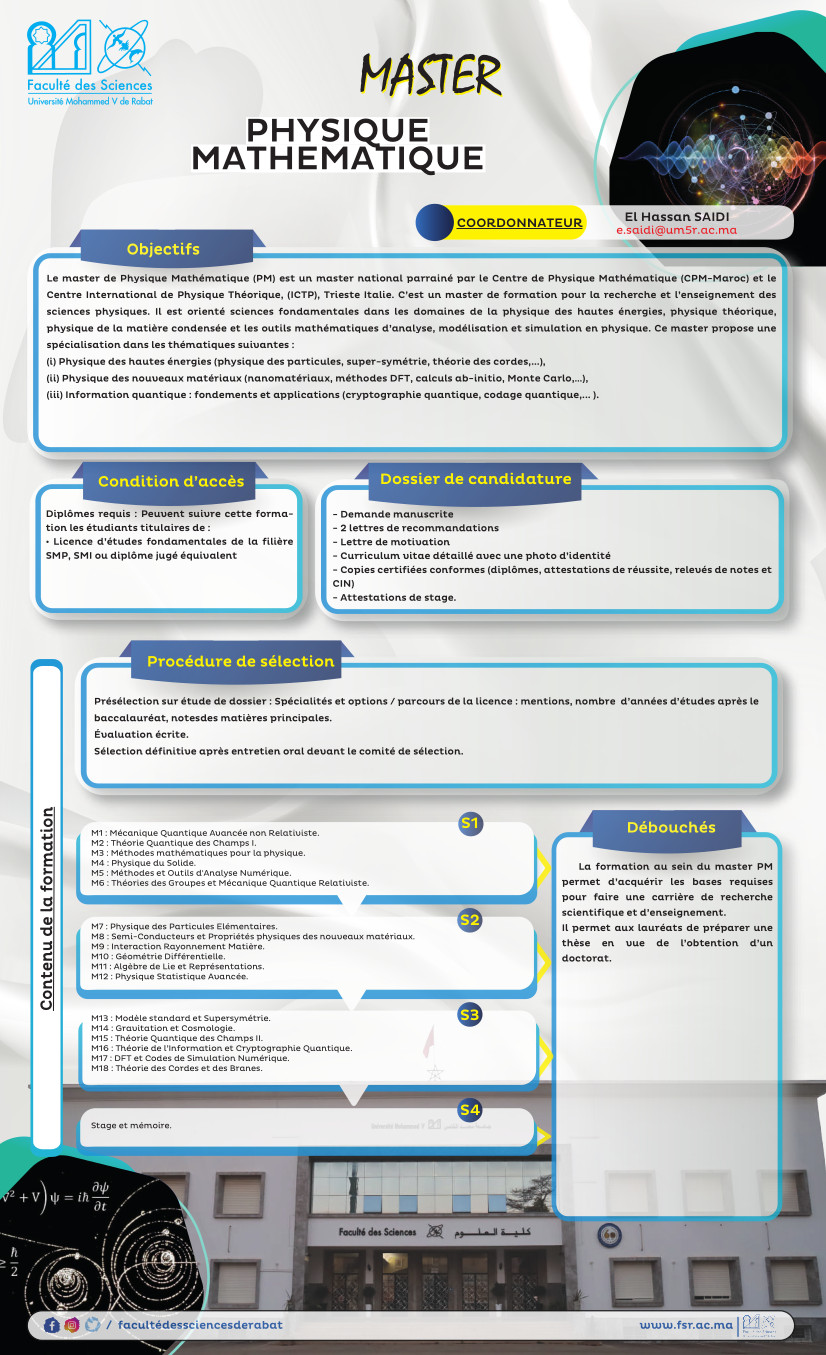 Faculté des Sciences
Université Mohammed V de Rabat
MASTER
PHYSIQUE
MATHEMATIQUE
COORDONNATEUR
El Hassan SAIDI
e.saidi@um5r.ac.ma
Objectifs
Le master de Physique Mathématique (PM) est un master national parrainé par le Centre de Physique Mathématique (CPM-Maroc) et le
Centre International de Physique Théorique, (ICTP), Trieste Italie. C'est un master de formation pour la recherche et l'enseignement des
sciences physiques. Il est orienté sciences fondamentales dans les domaines de la physique des hautes énergies, physique théorique,
physique de la matière condensée et les outils mathématiques d'analyse, modélisation et simulation en physique. Ce master propose une
spécialisation dans les thématiques suivantes :
(i) Physique des hautes énergies (physique des particules, super-symétrie, théorie des cordes,...),
(ii) Physique des nouveaux matériaux (nanomatériaux, méthodes DFT, calculs ab-initio, Monte Carlo,...),
(iii) Information quantique : fondements et applications (cryptographie quantique, codage quantique,... ).
Condition d'accès
Diplômes requis : Peuvent suivre cette forma-
tion les étudiants titulaires de :
• Licence d'études fondamentales de la filière
SMP, SMI ou diplôme jugé équivalent
Dossier de candidature
- Demande manuscrite
- 2 lettres de recommandations
- Lettre de motivation
- Curriculum vitae détaillé avec une photo d'identité
- Copies certifiées conformes (diplômes, attestations de réussite, relevés de notes et
CIN)
- Attestations de stage.
Procédure de sélection
Présélection sur étude de dossier : Spécialités et options / parcours de la licence : mentions, nombre d'années d'études après le
baccalauréat, notesdes matières principales.
Évaluation écrite.
Sélection définitive après entretien oral devant le comité de sélection.
Contenu de la formation
S1
M1 : Mécanique Quantique Avancée non Relativiste.
M2 : Théorie Quantique des Champs I.
M3 : Méthodes mathématiques pour la physique.
M4 : Physique du Solide.
M5 : Méthodes et Outils d'Analyse Numérique.
M6 : Théories des Groupes et Mécanique Quantique Relativiste.
S2
M7 : Physique des Particules Elémentaires.
M8 : Semi-Conducteurs et Propriétés physiques des nouveaux matériaux.
M9 : Interaction Rayonnement Matière.
M10 : Géométrie Différentielle.
M11 : Algèbre de Lie et Représentations.
M12 : Physique Statistique Avancée.
S3
M13 : Modèle standard et Supersymétrie.
M14 : Gravitation et Cosmologie.
M15 : Théorie Quantique des Champs II.
M16 : Théorie de l'Information et Cryptographie Quantique.
M17 : DFT et Codes de Simulation Numérique.
M18 : Théorie des Cordes et des Branes.
S4
Stage et mémoire.
Débouchés
La formation au sein du master PM
permet d'acquérir les bases requises
pour faire une carrière de recherche
scientifique et d'enseignement.
Il permet aux lauréats de préparer une
thèse en vue de l'obtention d'un
doctorat.
v² + V) ψ = iħ ∂ψ/∂t
≥ ħ/2
Faculté des Sciences كلية العلوم
60
/ facultédessciencesderabat
www.fsr.ac.ma